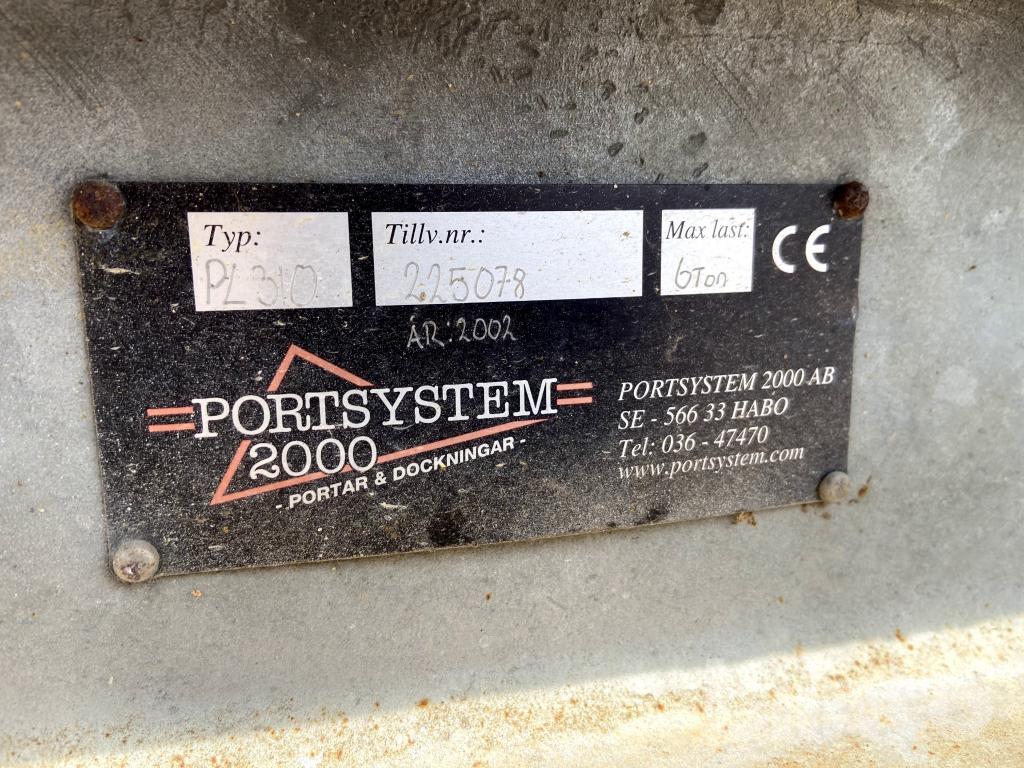 Typ:
PL310
Tillv.nr.:
225078
Max last:
6Ton
CE
ÅR:2002
PORTSYSTEM
2000
- PORTAR & DOCKNINGAR -
PORTSYSTEM 2000 AB
SE - 566 33 HABO
Tel: 036 - 47470
www.portsystem.com